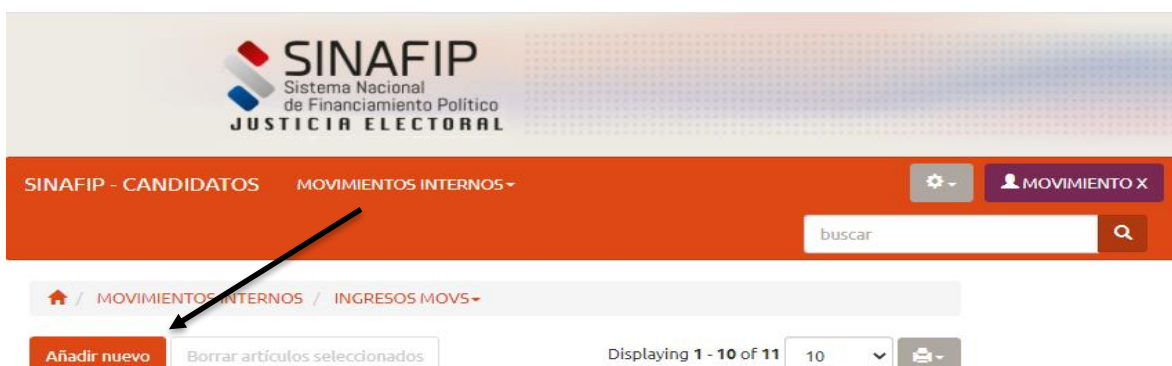 SINAFIP
Sistema Nacional
de Financiamiento Político
JUSTICIA ELECTORAL
SINAFIP - CANDIDATOS MOVIMIENTOS INTERNOS MOVIMIENTO X
buscar
/ MOVIMIENTOS INTERNOS / INGRESOS MOVS
Añadir nuevo Borrar artículos seleccionados Displaying 1 - 10 of 11 10